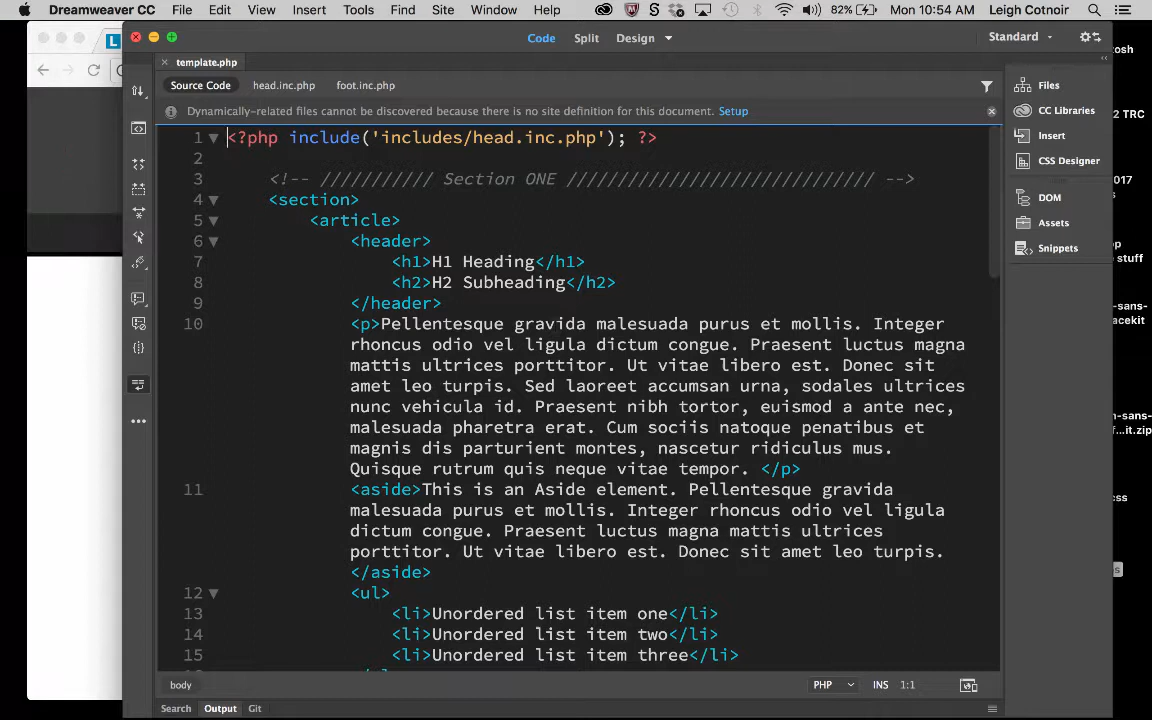 Dreamweaver CC File Edit View Insert Tools Find Site Window Help 82% Mon 10:54 AM Leigh Cotnoir
Code Split Design Standard
template.php
Source Code head.inc.php foot.inc.php
Dynamically-related files cannot be discovered because there is no site definition for this document. Setup
1 <?php include('includes/head.inc.php'); ?>
2
3 <!-- /////////// Section ONE ////////////////////////////// -->
4 <section>
5 <article>
6 <header>
7 <h1>H1 Heading</h1>
8 <h2>H2 Subheading</h2>
9 </header>
10 <p>Pellentesque gravida malesuada purus et mollis. Integer
rhoncus odio vel ligula dictum congue. Praesent luctus magna
mattis ultrices porttitor. Ut vitae libero est. Donec sit
amet leo turpis. Sed laoreet accumsan urna, sodales ultrices
nunc vehicula id. Praesent nibh tortor, euismod a ante nec,
malesuada pharetra erat. Cum sociis natoque penatibus et
magnis dis parturient montes, nascetur ridiculus mus.
Quisque rutrum quis neque vitae tempor. </p>
11 <aside>This is an Aside element. Pellentesque gravida
malesuada purus et mollis. Integer rhoncus odio vel ligula
dictum congue. Praesent luctus magna mattis ultrices
porttitor. Ut vitae libero est. Donec sit amet leo turpis.
</aside>
12 <ul>
13 <li>Unordered list item one</li>
14 <li>Unordered list item two</li>
15 <li>Unordered list item three</li>
body PHP INS 1:1
Search Output Git
Files
CC Libraries
Insert
CSS Designer
DOM
Assets
Snippets
2 TRC
2017
e stuff
-sans-
acekit
n-sans-
f...it.zip
css